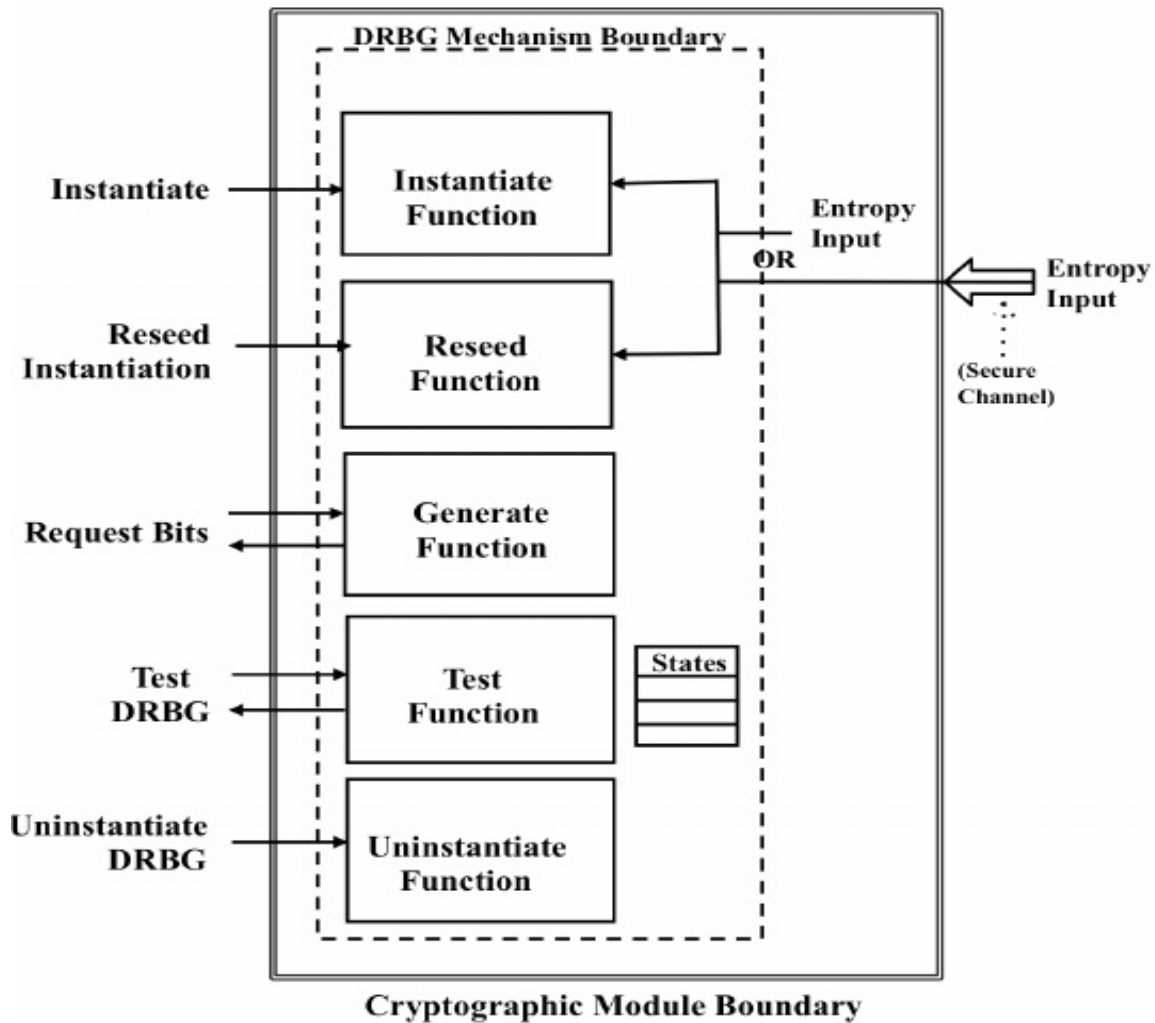 DRBG Mechanism Boundary
Instantiate
Instantiate
Function
Entropy
Input
OR
Entropy
Input
(Secure
Channel)
Reseed
Instantiation
Reseed
Function
Request Bits
Generate
Function
Test
DRBG
Test
Function
States
Uninstantiate
DRBG
Uninstantiate
Function
Cryptographic Module Boundary